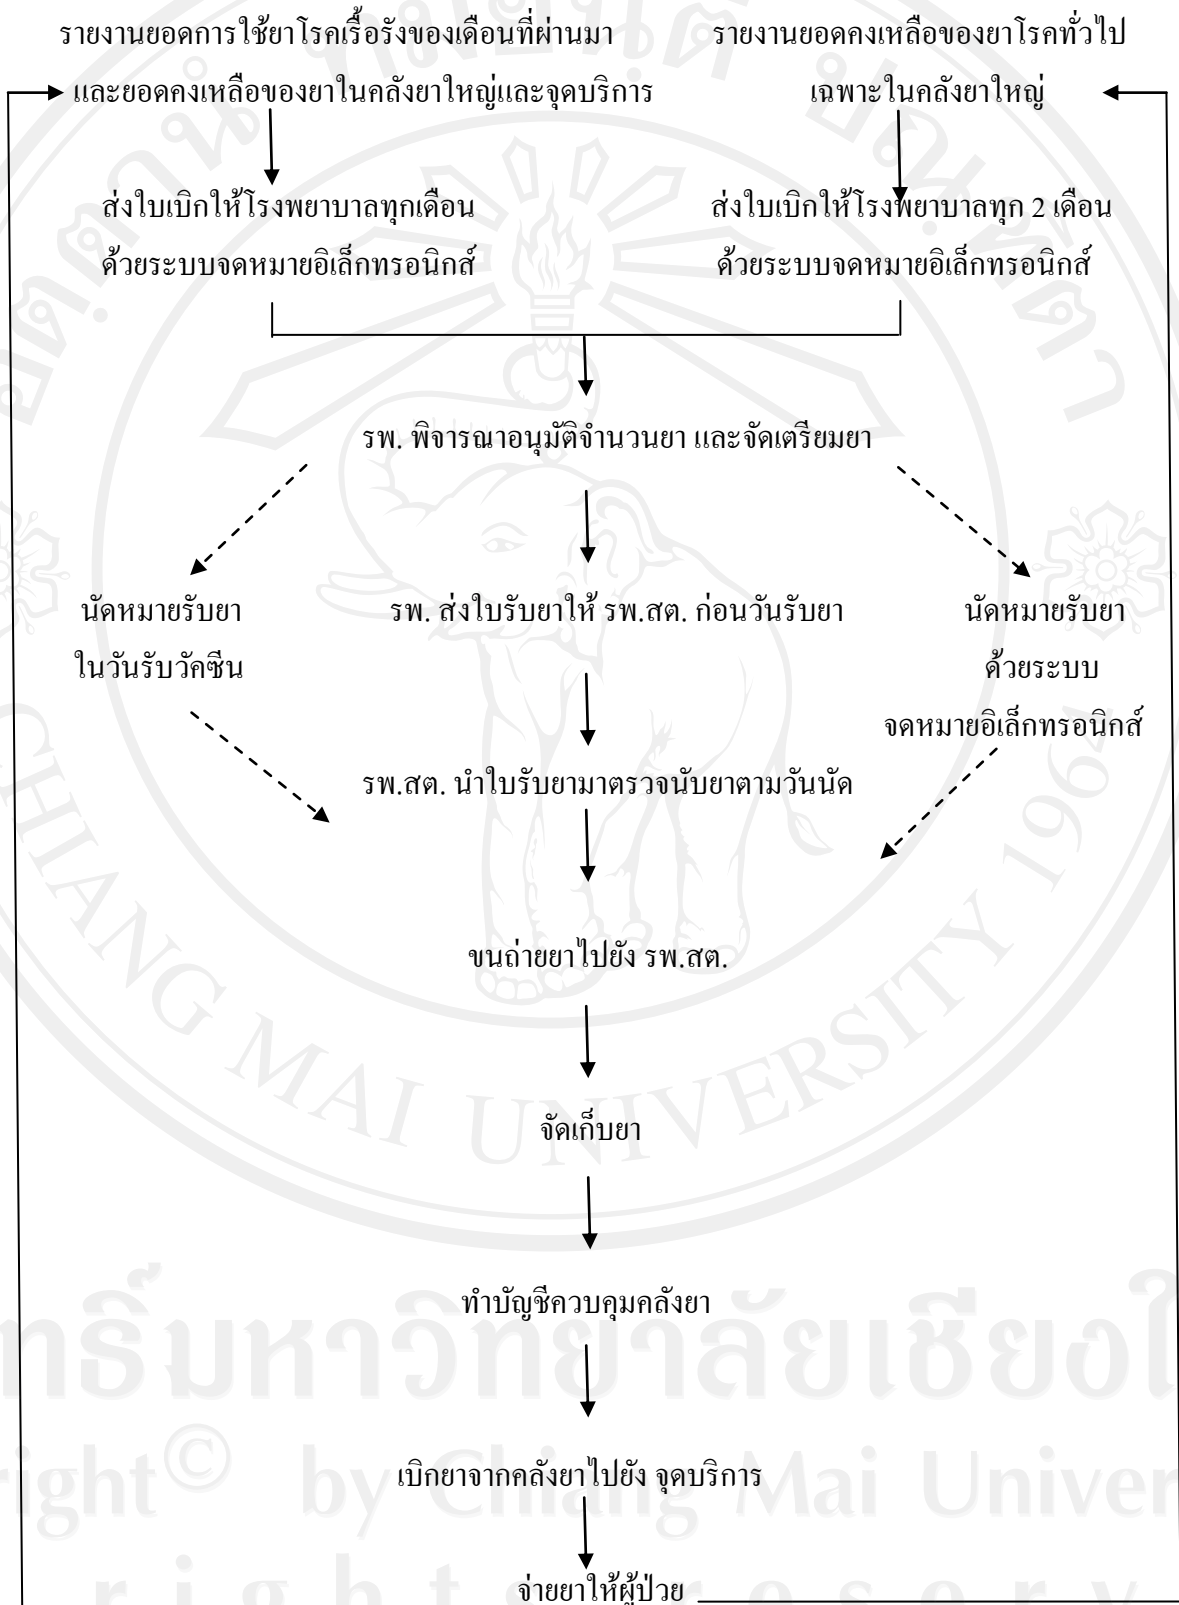 รายงานยอดการใช้ยาโรคเรื้อรังของเดือนที่ผ่านมา
และยอดคงเหลือของยาในคลังยาใหญ่และจุดบริการ
รายงานยอดคงเหลือของยาโรคทั่วไป
เฉพาะในคลังยาใหญ่
ส่งใบเบิกให้โรงพยาบาลทุกเดือน
ด้วยระบบจดหมายอิเล็กทรอนิกส์
ส่งใบเบิกให้โรงพยาบาลทุก 2 เดือน
ด้วยระบบจดหมายอิเล็กทรอนิกส์
รพ. พิจารณาอนุมัติจำนวนยา และจัดเตรียมยา
นัดหมายรับยา
ในวันรับวัคซีน
รพ. ส่งใบรับยาให้ รพ.สต. ก่อนวันรับยา
นัดหมายรับยา
ด้วยระบบ
จดหมายอิเล็กทรอนิกส์
รพ.สต. นำใบรับยามาตรวจนับยาตามวันนัด
ขนถ่ายยาไปยัง รพ.สต.
จัดเก็บยา
ทำบัญชีควบคุมคลังยา
เบิกยาจากคลังยาไปยัง จุดบริการ
จ่ายยาให้ผู้ป่วย
CHIANG MAI UNIVERSITY 1964
มหาวิทยาลัยเชียงใ
© by Chiang Mai Univer